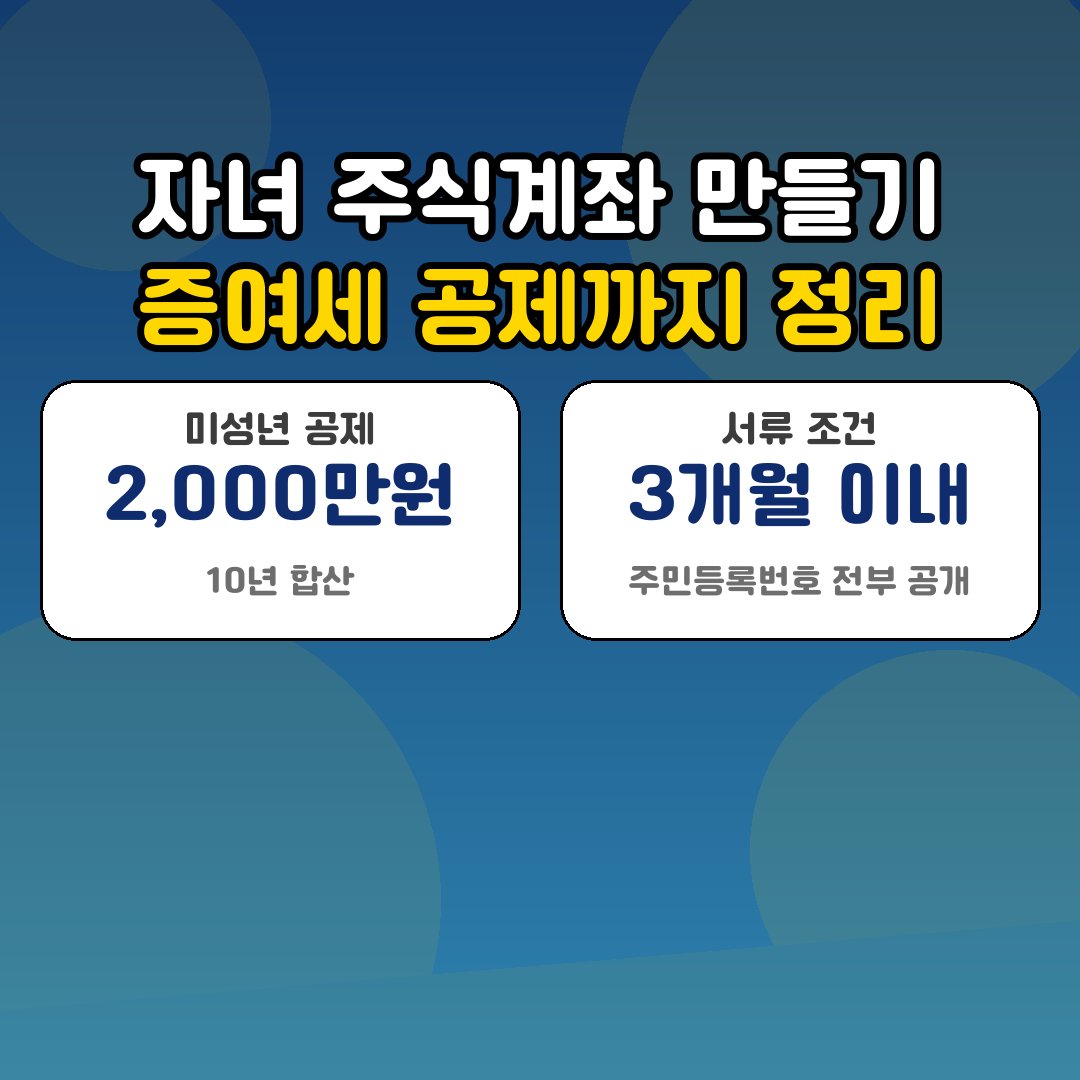 자녀 주식계좌 만들기
증여세 공제까지 정리
미성년 공제
2,000만원
10년 합산
서류 조건
3개월 이내
주민등록번호 전부 공개